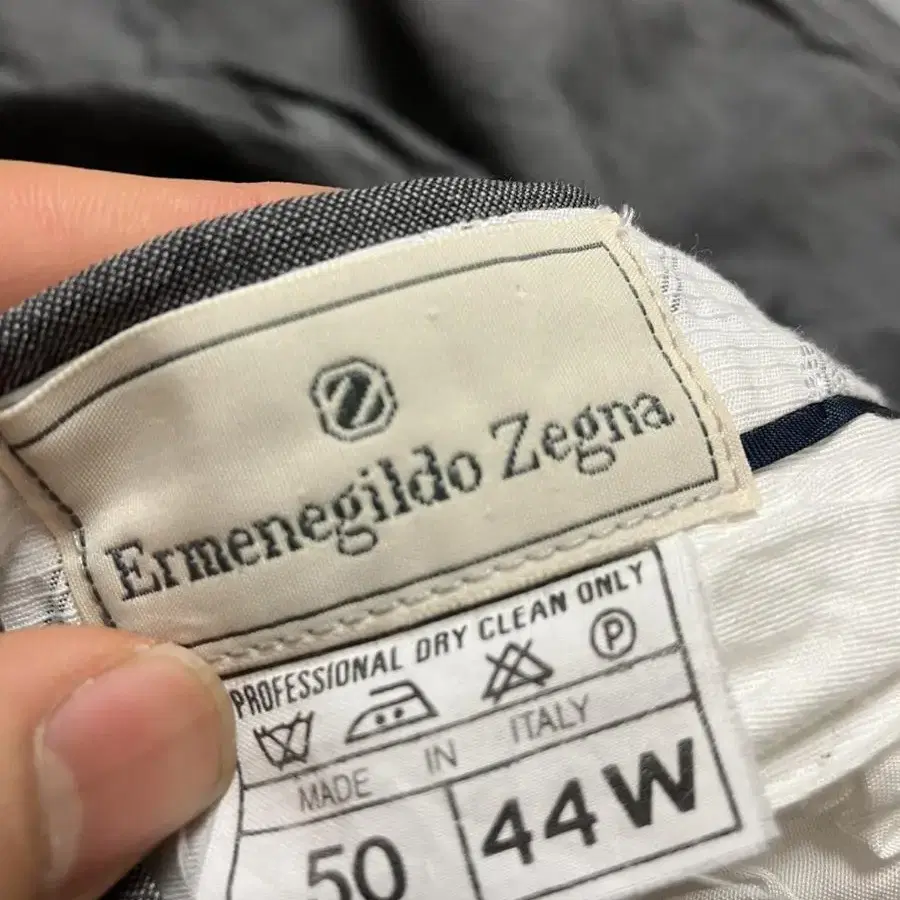 Z
Ermenegildo Zegna
PROFESSIONAL DRY CLEAN ONLY
P
MADE IN ITALY
50 44W